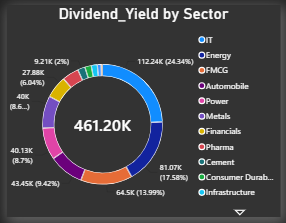 Dividend_Yield by Sector
9.21K (2%)
27.88K
(6.04%)
40K
(8.6...)
40.13K
(8.7%)
43.45K (9.42%)
64.5K (13.99%)
81.07K
(17.58%)
112.24K (24.34%)
461.20K
IT
Energy
FMCG
Automobile
Power
Metals
Financials
Pharma
Cement
Consumer Durab...
Infrastructure